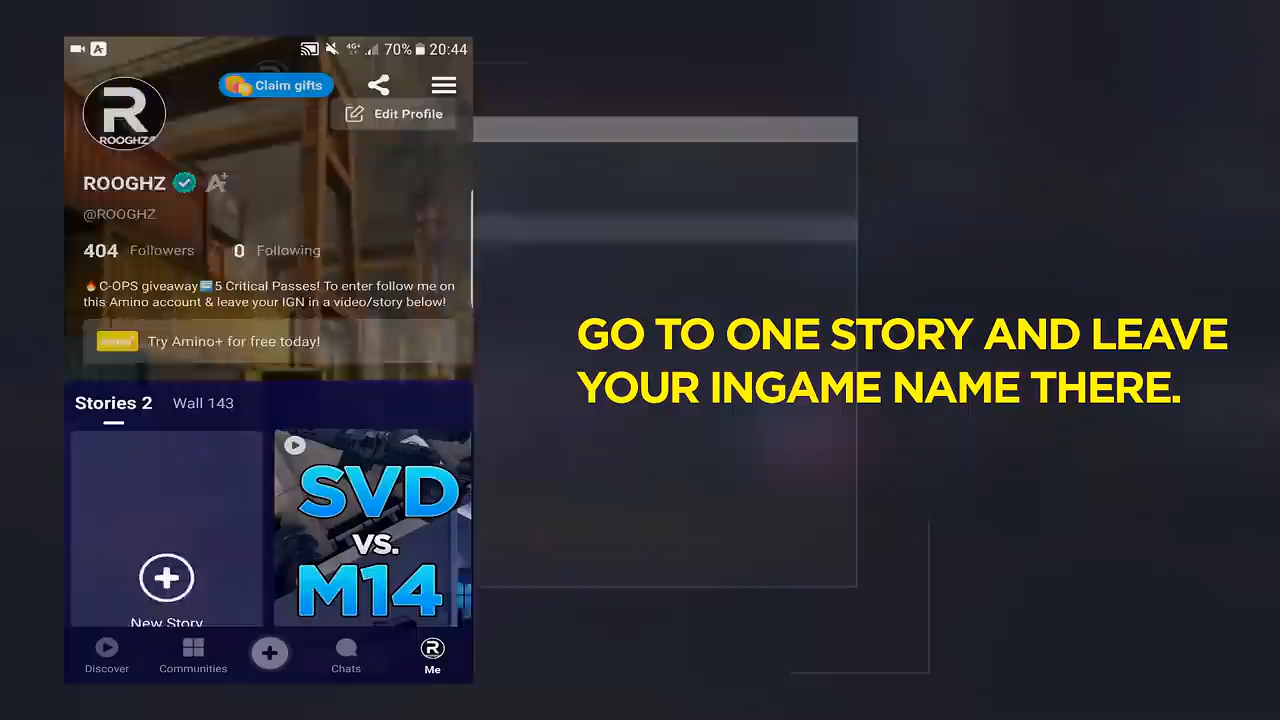 4G+ 70% 20:44
Claim gifts
Edit Profile
R
ROOGHZ
ROOGHZ A+
@ROOGHZ
404 Followers 0 Following
🔥C-OPS giveaway➡5 Critical Passes! To enter follow me on
this Amino account & leave your IGN in a video/story below!
Try Amino+ for free today!
Stories 2 Wall 143
SVD
VS.
M14
New Story
Discover Communities Chats Me
GO TO ONE STORY AND LEAVE
YOUR INGAME NAME THERE.